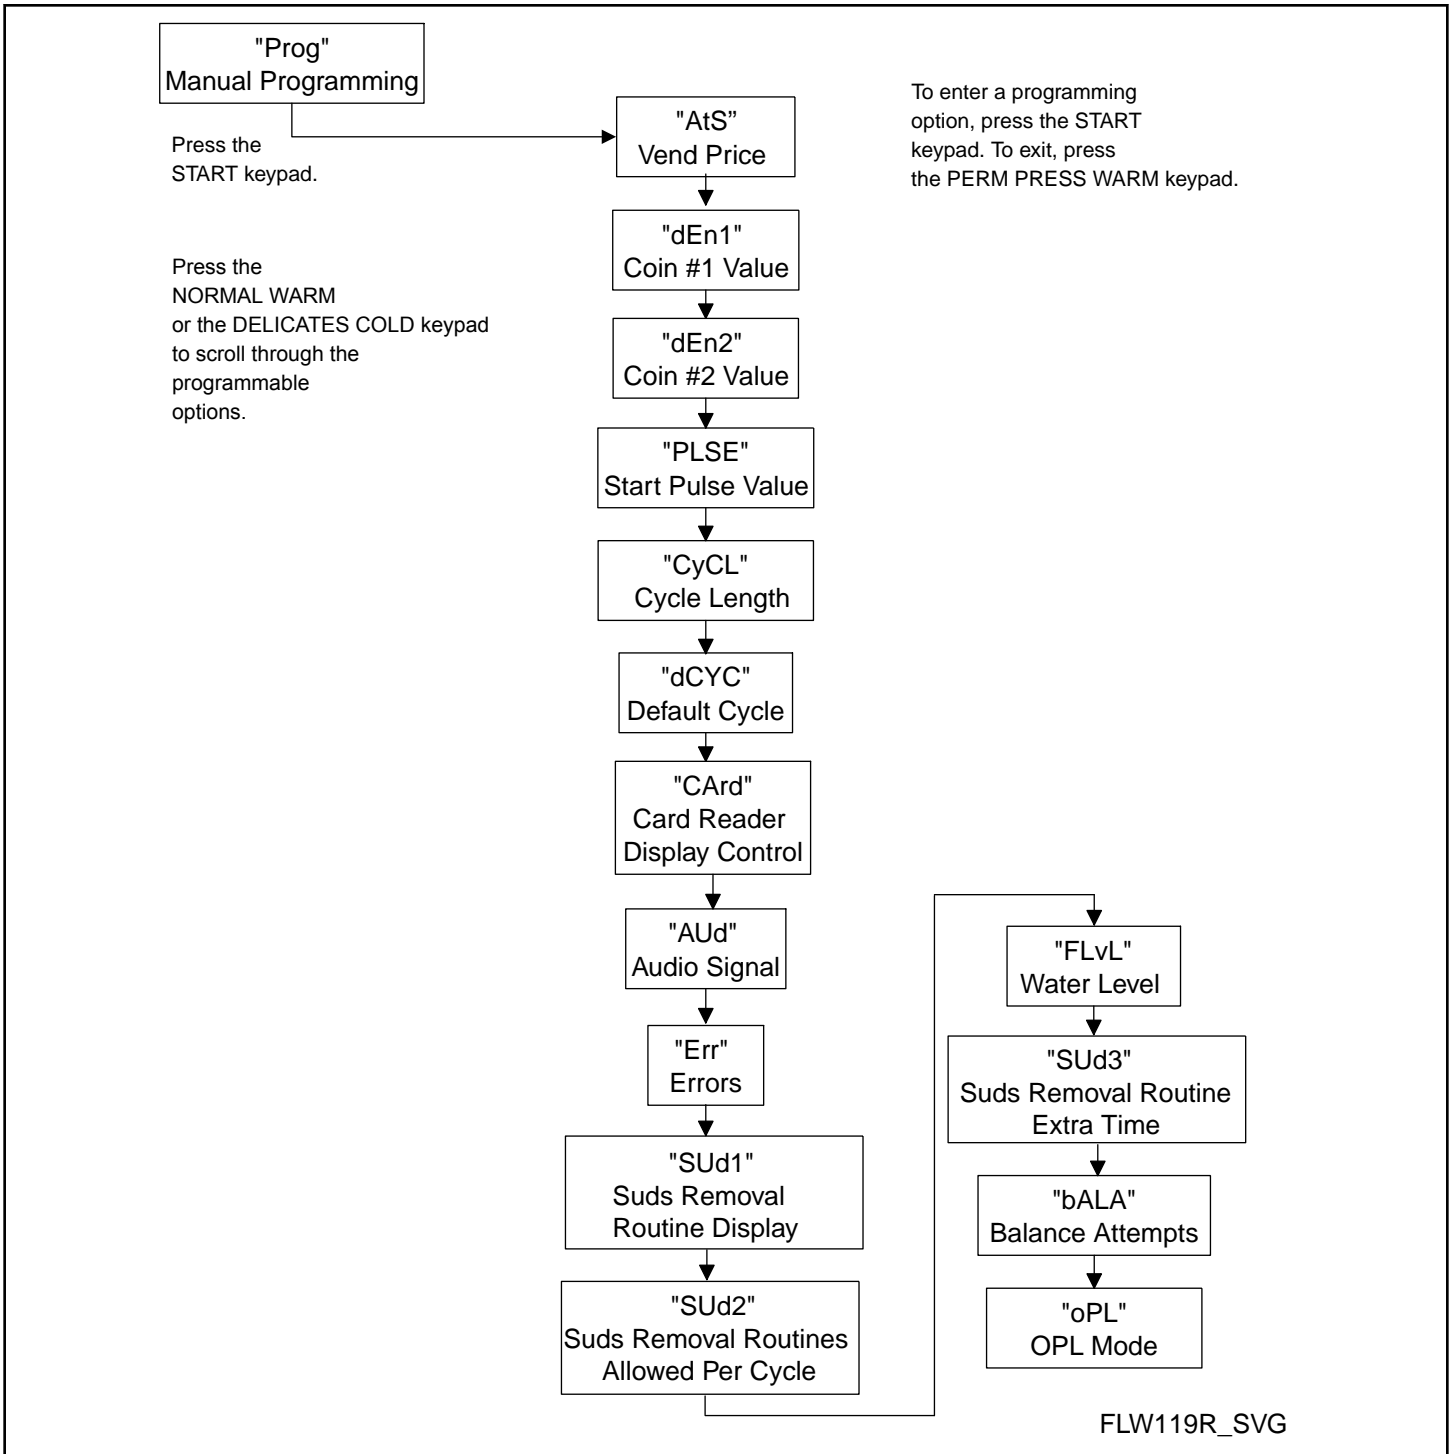 "Prog"
Manual Programming
Press the
START keypad.
Press the
NORMAL WARM
or the DELICATES COLD keypad
to scroll through the
programmable
options.
"AtS”
Vend Price
"dEn1"
Coin #1 Value
"dEn2"
Coin #2 Value
"PLSE"
Start Pulse Value
"CyCL"
Cycle Length
"dCYC"
Default Cycle
"CArd"
Card Reader
Display Control
"AUd"
Audio Signal
"Err"
Errors
"SUd1"
Suds Removal
Routine Display
"SUd2"
Suds Removal Routines
Allowed Per Cycle
To enter a programming
option, press the START
keypad. To exit, press
the PERM PRESS WARM keypad.
"FLvL"
Water Level
"SUd3"
Suds Removal Routine
Extra Time
"bALA"
Balance Attempts
"oPL"
OPL Mode
FLW119R_SVG